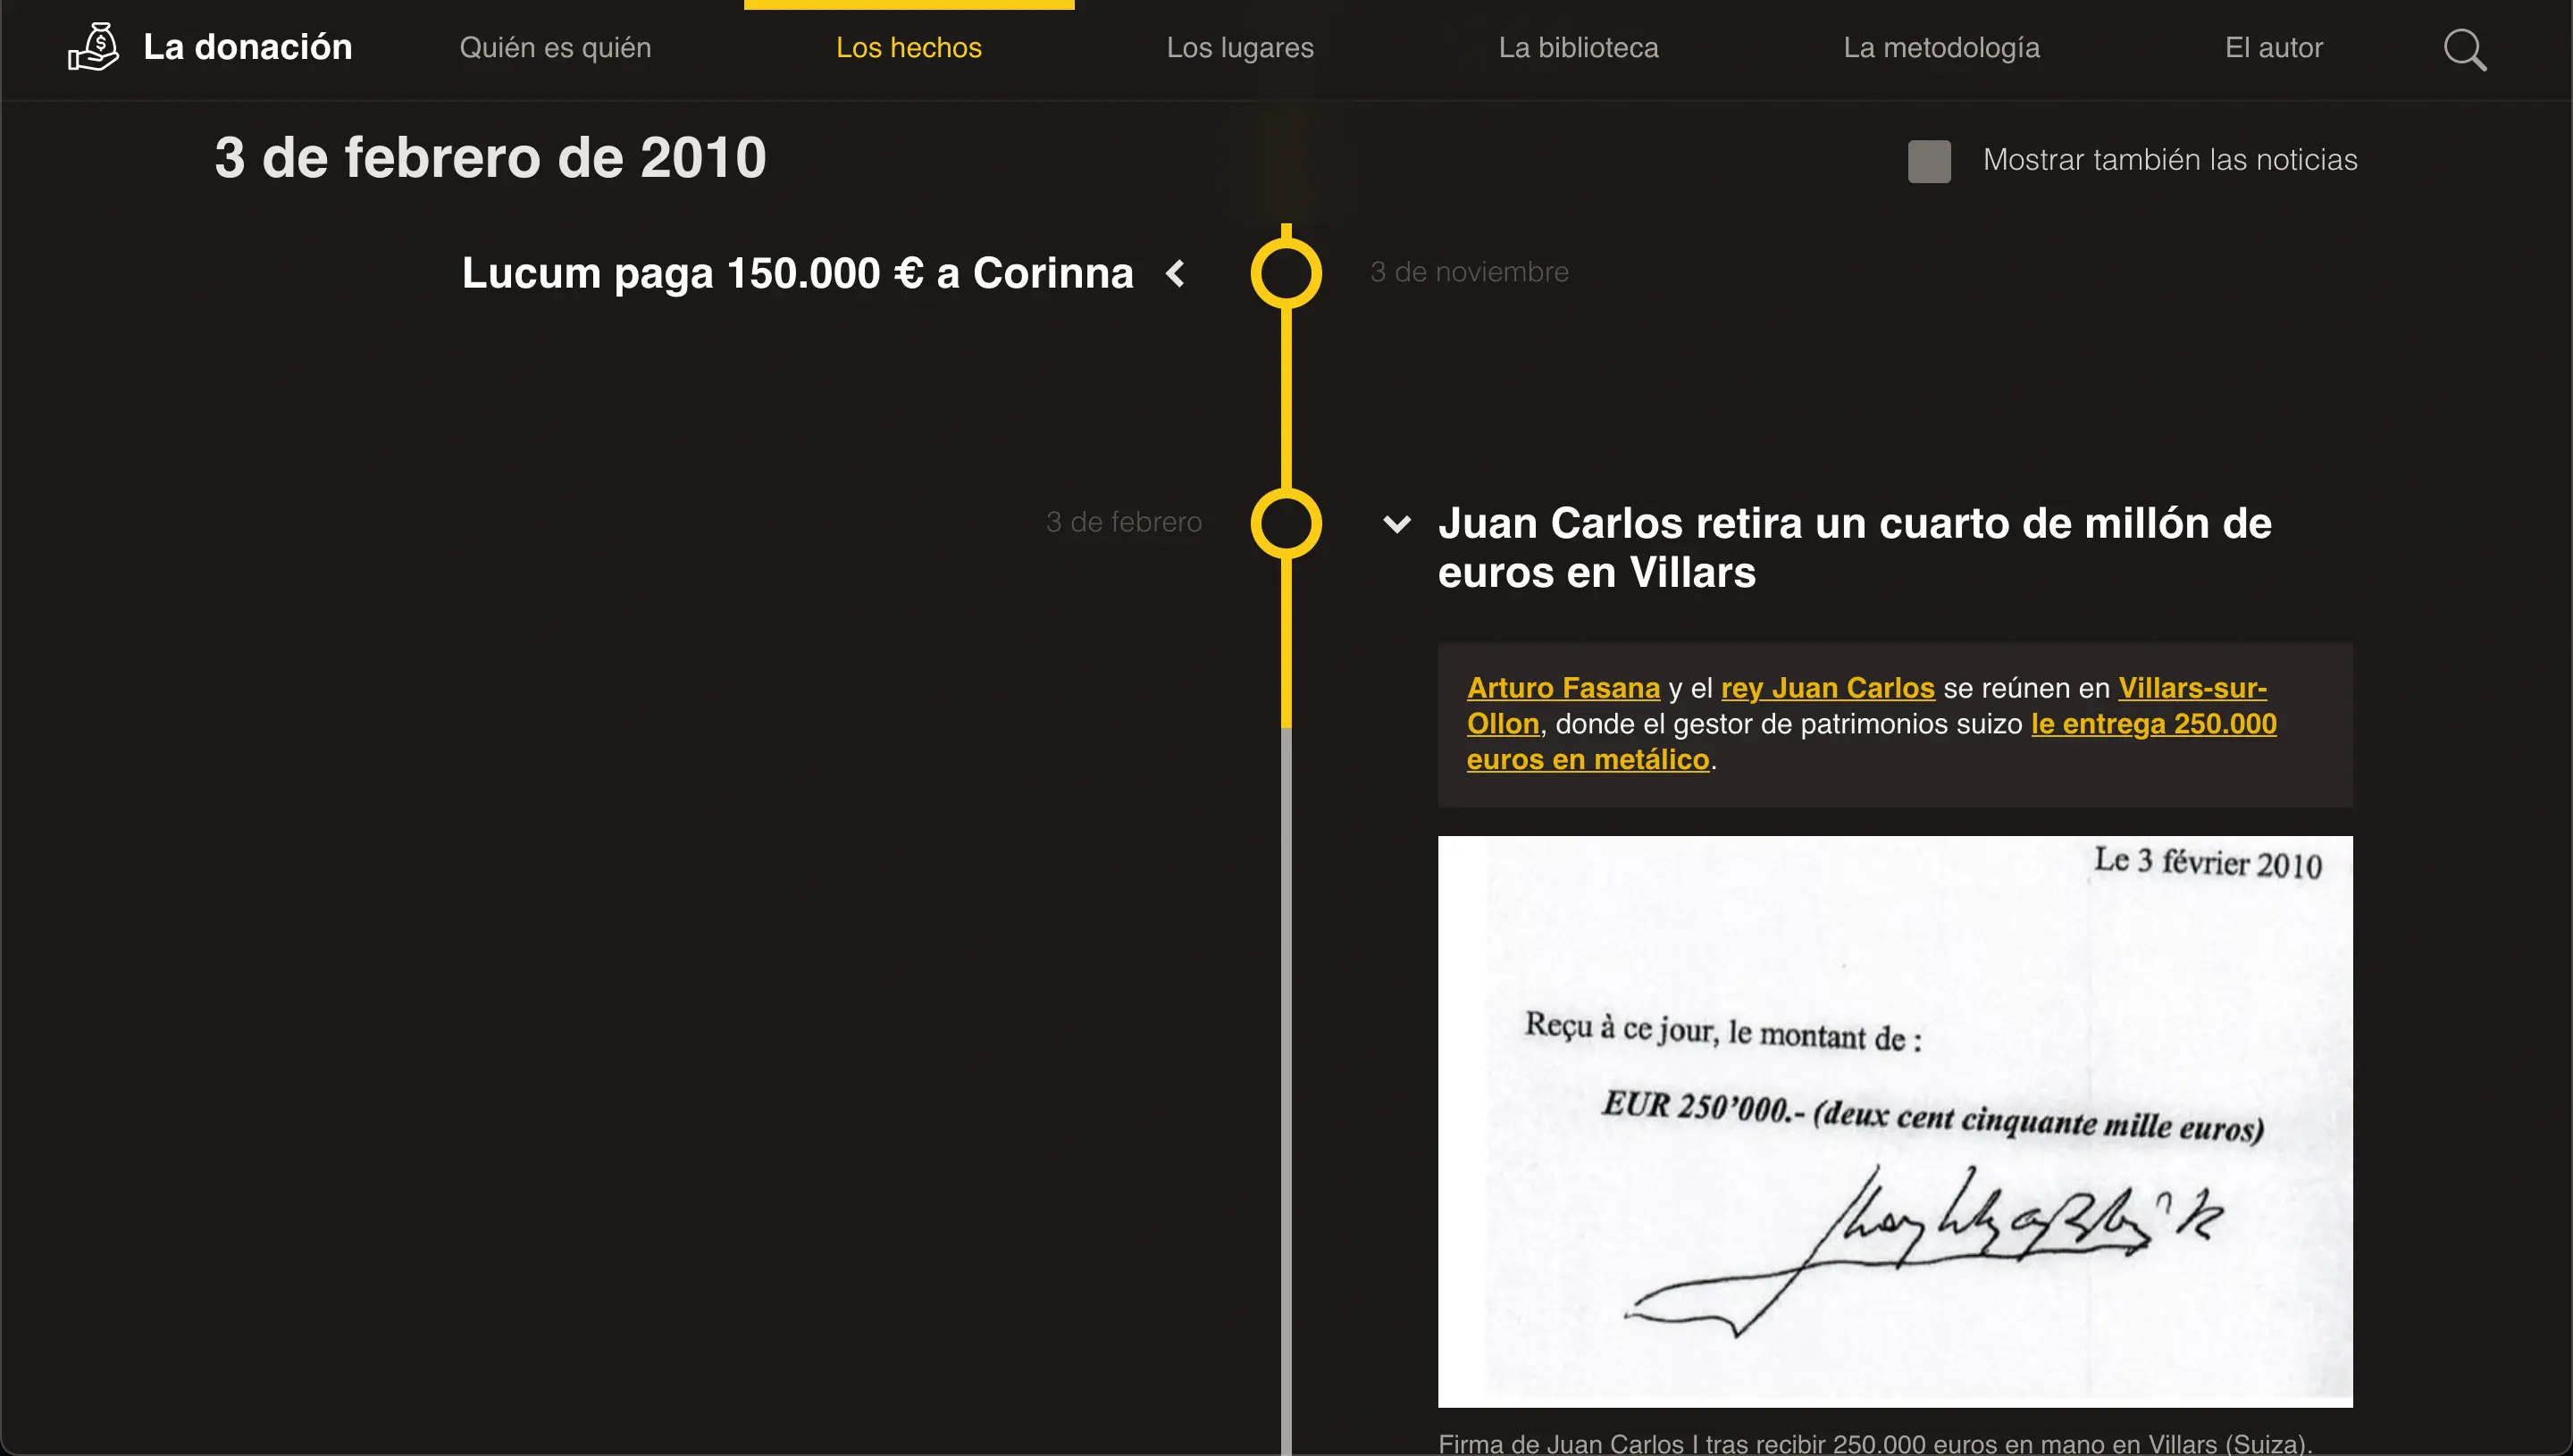 La donación
Quién es quién
Los hechos
Los lugares
La biblioteca
La metodología
El autor
3 de febrero de 2010
Mostrar también las noticias
Lucum paga 150.000 € a Corinna
3 de noviembre
3 de febrero
Juan Carlos retira un cuarto de millón de
euros en Villars
Arturo Fasana y el rey Juan Carlos se reúnen en Villars-sur-
Ollon, donde el gestor de patrimonios suizo le entrega 250.000
euros en metálico.
Le 3 février 2010
Reçu à ce jour, le montant de :
EUR 250’000.- (deux cent cinquante mille euros)
Firma de Juan Carlos I tras recibir 250.000 euros en mano en Villars (Suiza).